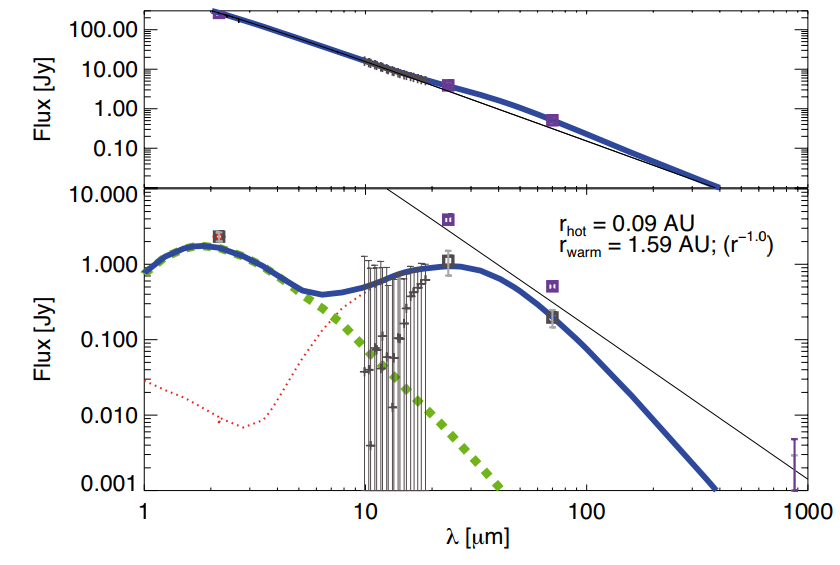 100.00
10.00
1.00
0.10
Flux [Jy]
10.000
1.000
0.100
0.010
0.001
Flux [Jy]
r_hot = 0.09 AU
r_warm = 1.59 AU; (r^−1.0)
1 10 100 1000
λ [μm]